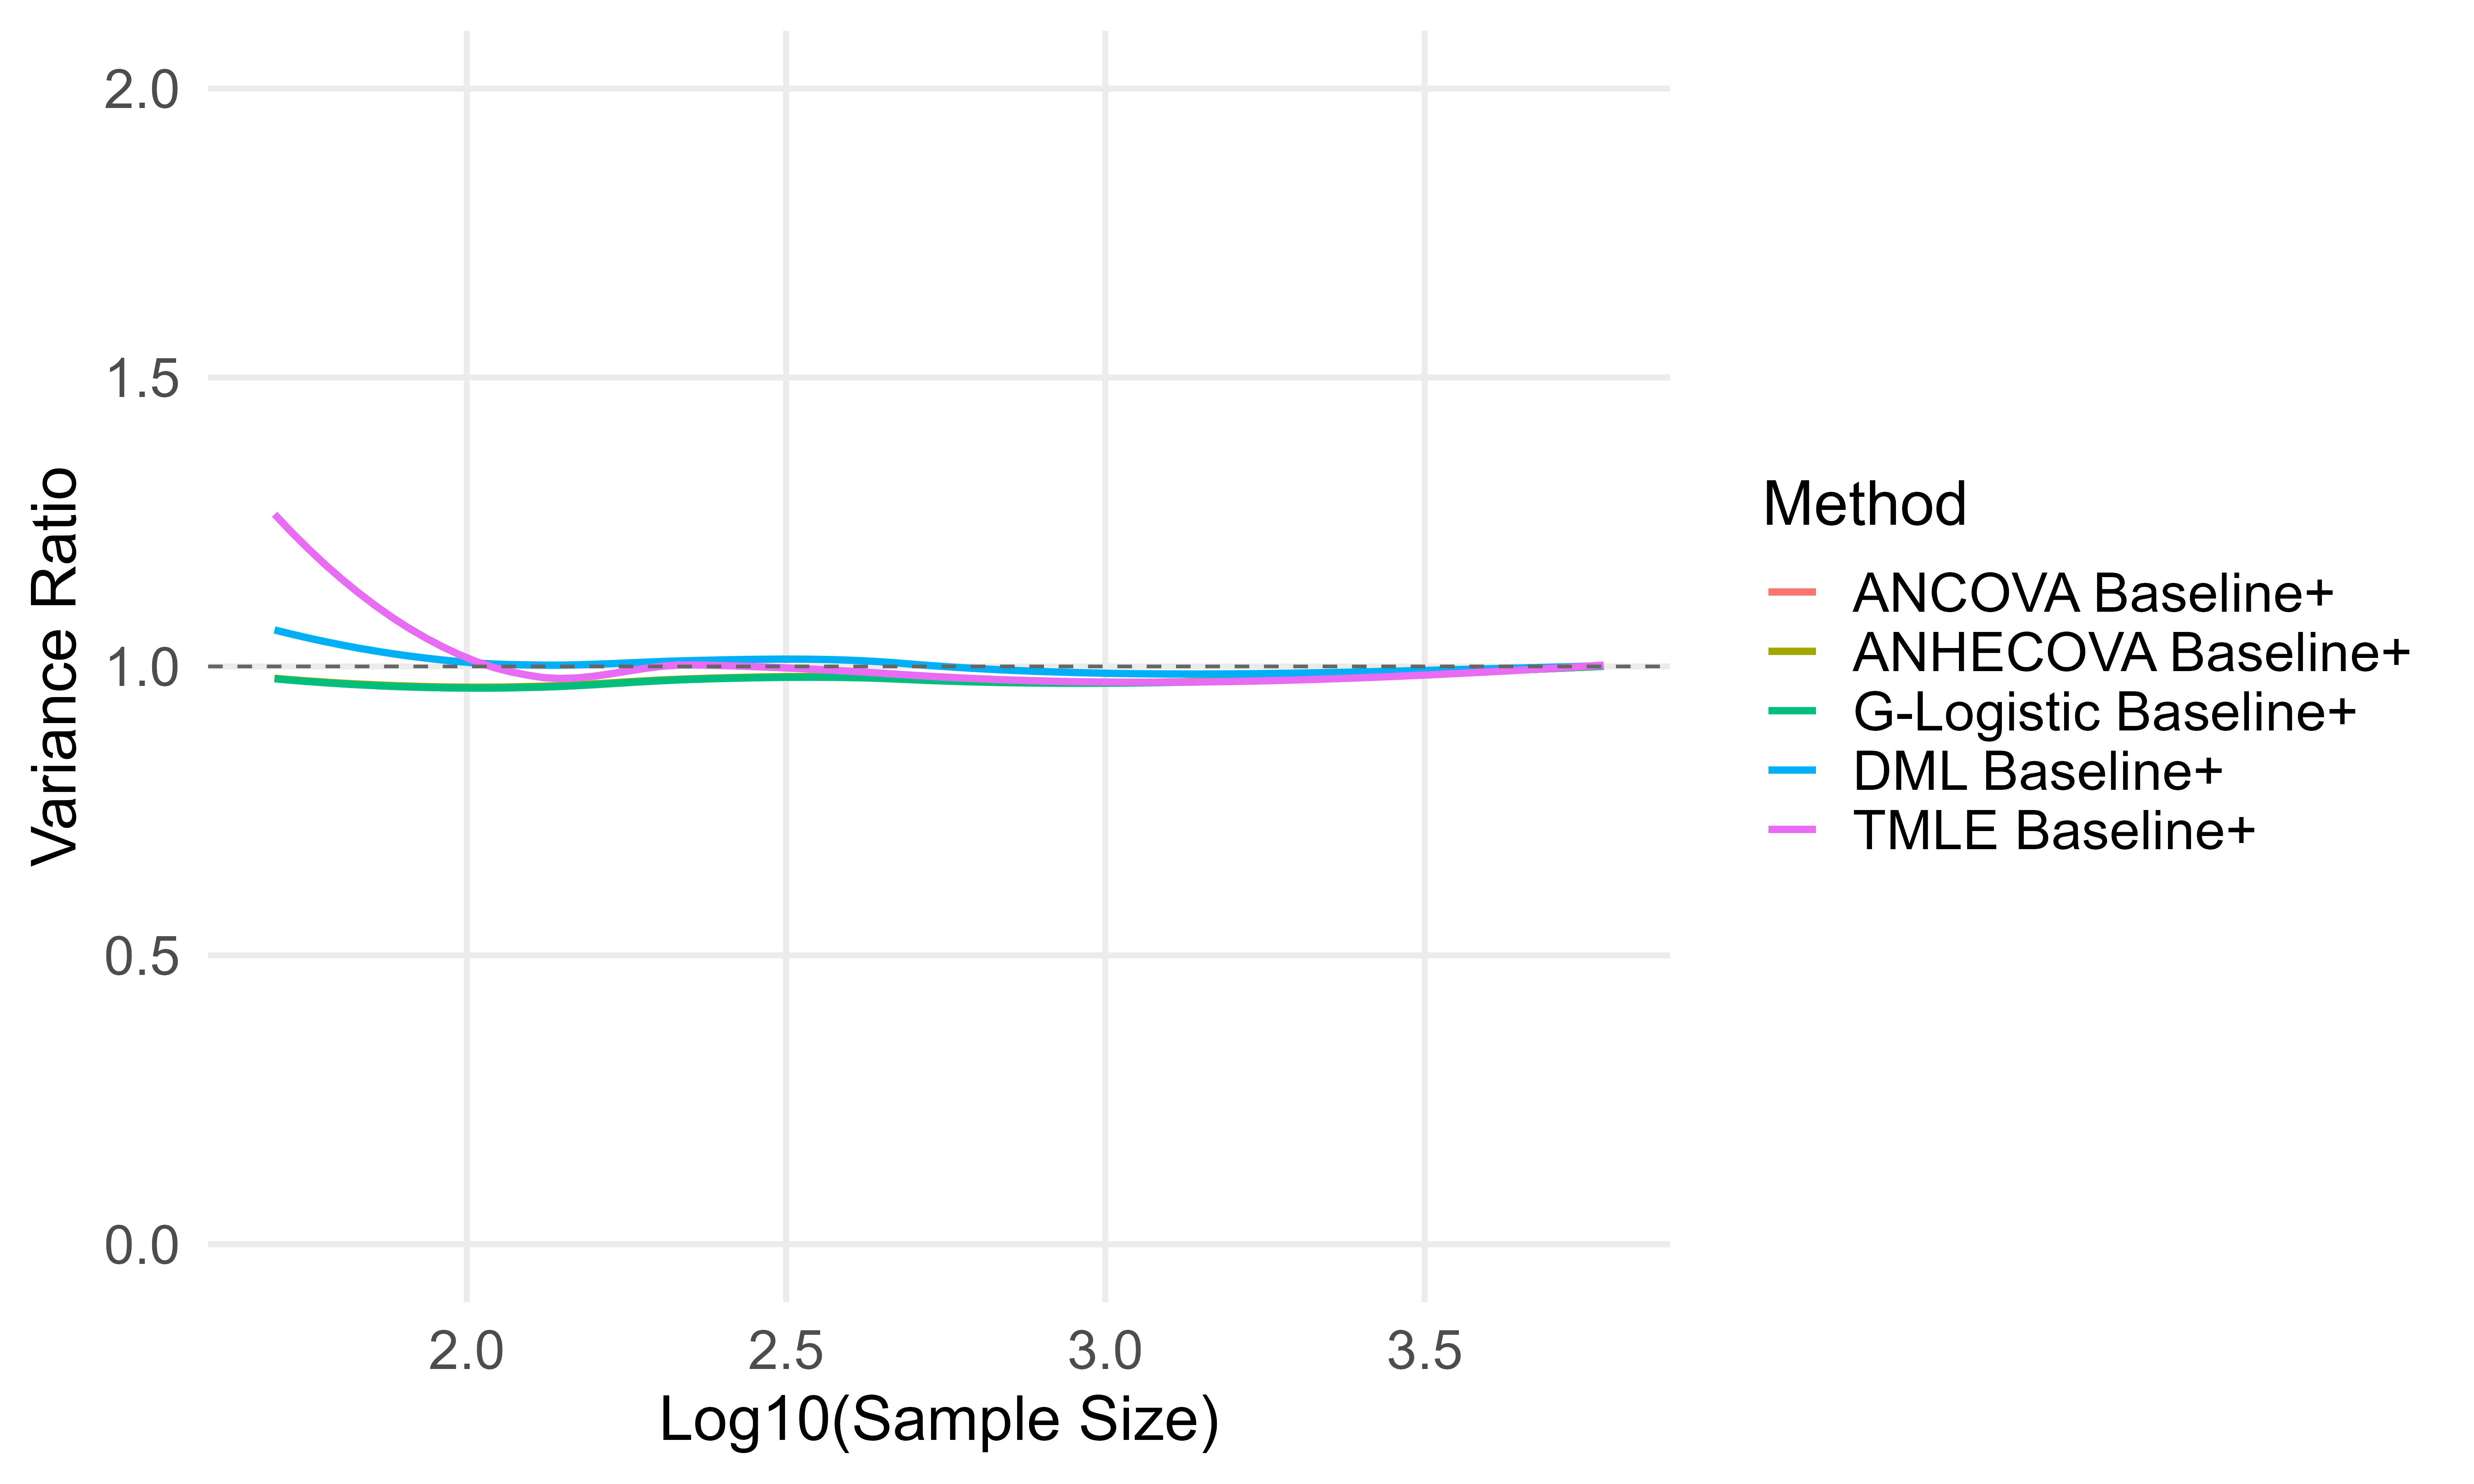 2.0
1.5
1.0
0.5
0.0
Variance Ratio
2.0 2.5 3.0 3.5
Log10(Sample Size)
Method
ANCOVA Baseline+
ANHECOVA Baseline+
G-Logistic Baseline+
DML Baseline+
TMLE Baseline+